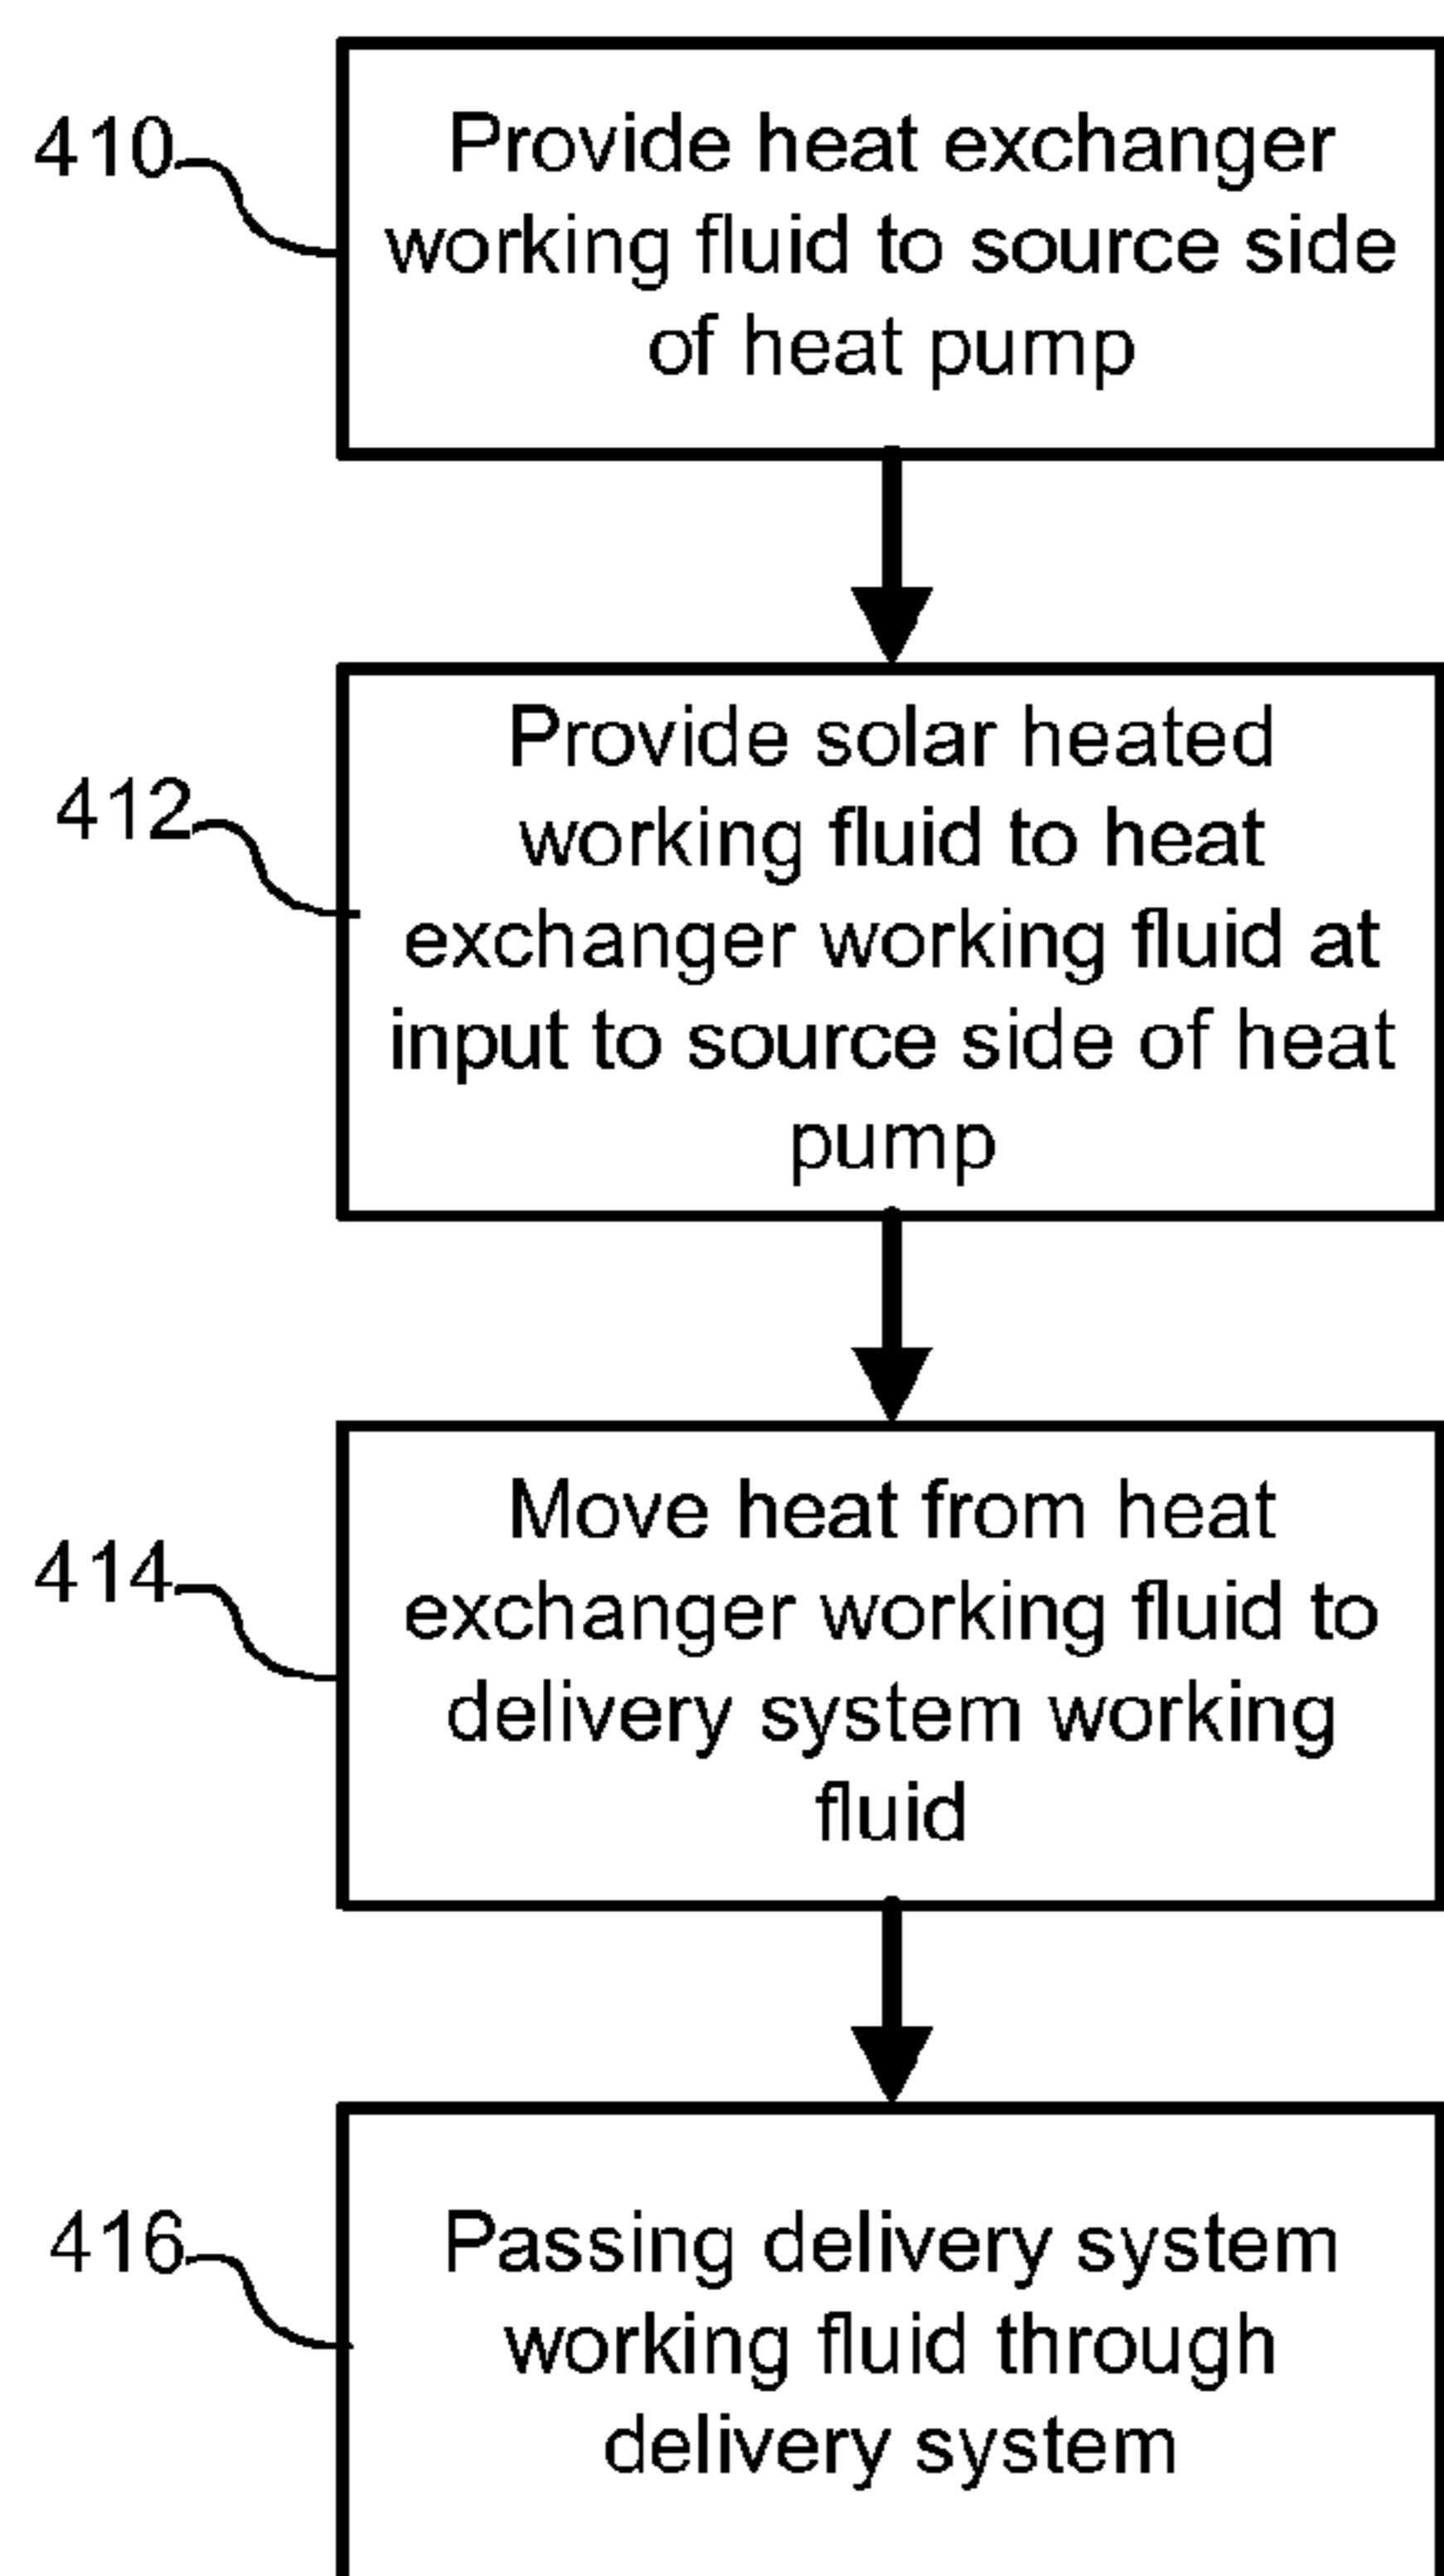 410
Provide heat exchanger
working fluid to source side
of heat pump
412
Provide solar heated
working fluid to heat
exchanger working fluid at
input to source side of heat
pump
414
Move heat from heat
exchanger working fluid to
delivery system working
fluid
416
Passing delivery system
working fluid through
delivery system